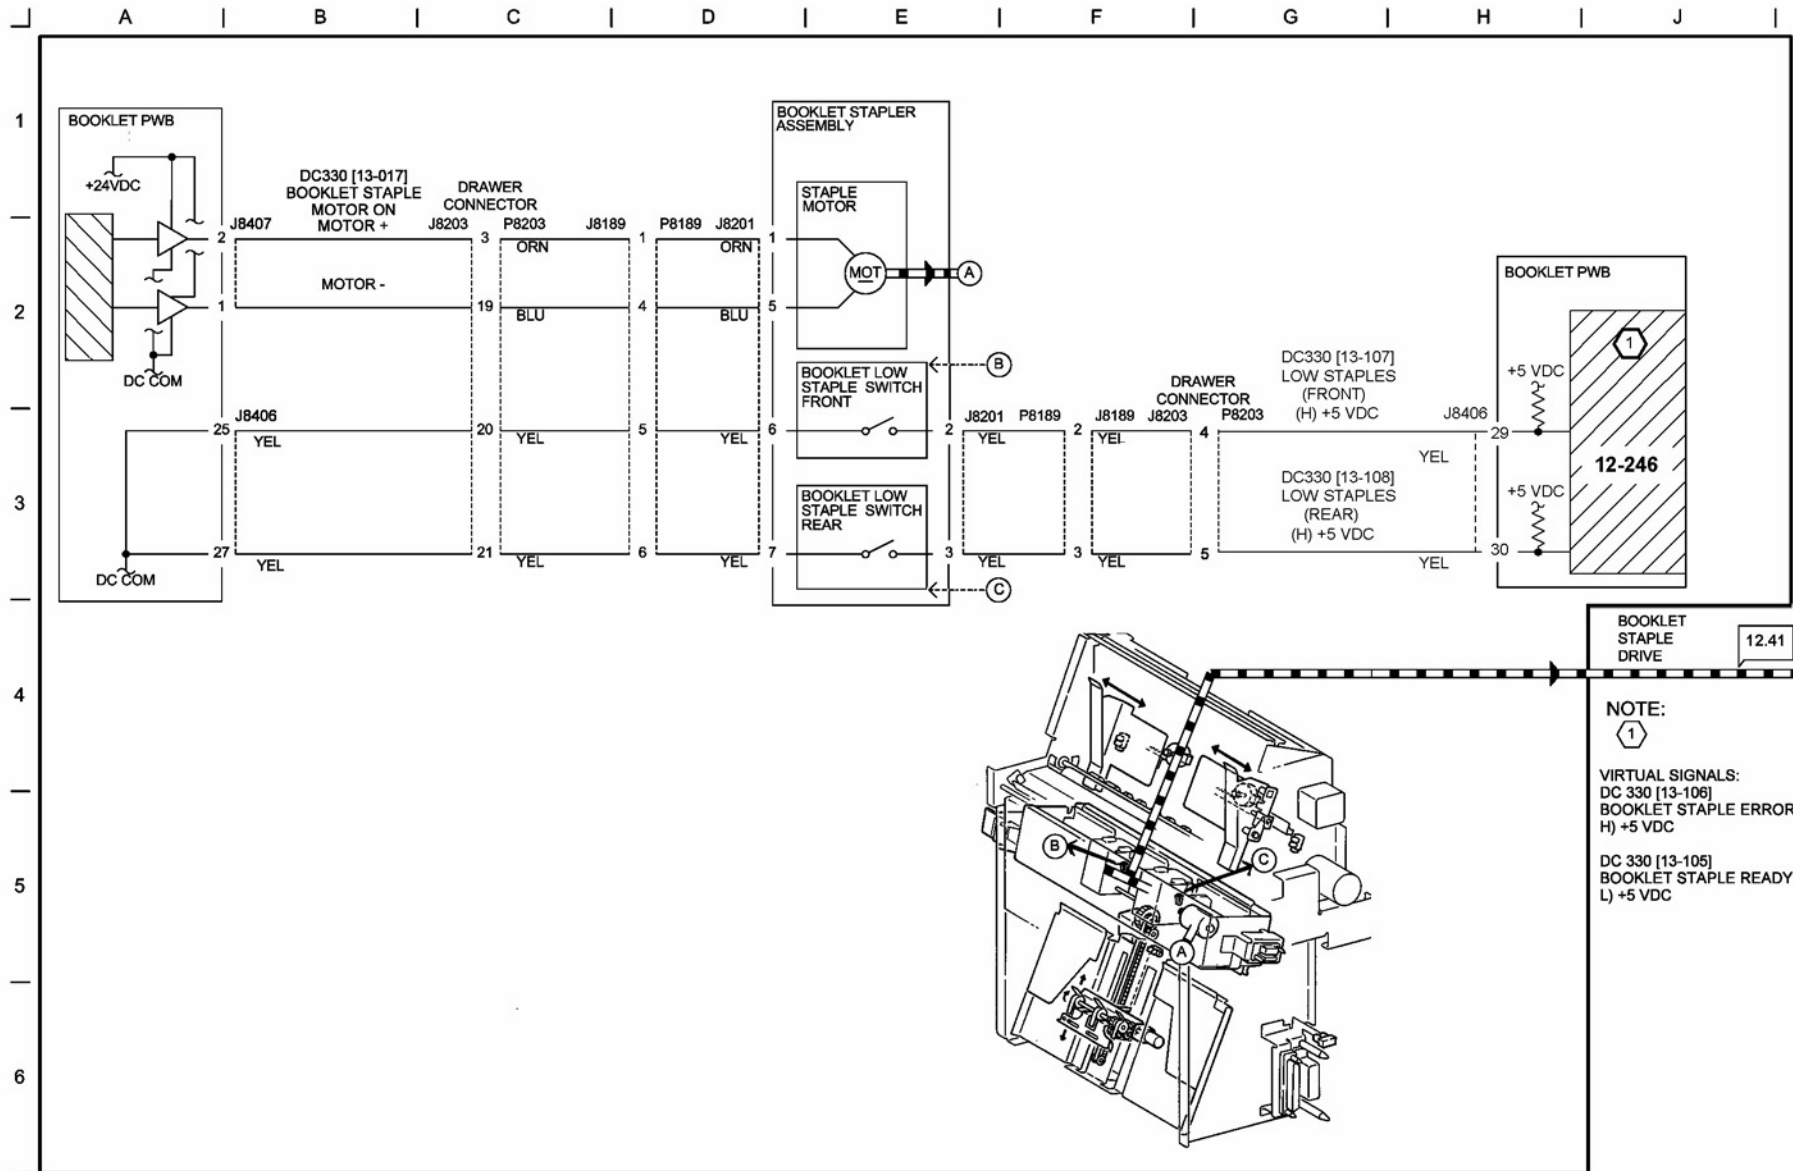 A B C D E F G H J
1
BOOKLET PWB
+24VDC
DC330 [13-017]
BOOKLET STAPLE
MOTOR ON
MOTOR +
DRAWER
CONNECTOR
BOOKLET STAPLER
ASSEMBLY
STAPLE
MOTOR
J8407 J8203 P8203 J8189 P8189 J8201
2 3 ORN 1 ORN 1
MOT A
MOTOR -
2
1 19 BLU 4 BLU 5
DC COM
BOOKLET LOW
STAPLE SWITCH
FRONT
B
BOOKLET PWB
1
DC330 [13-107]
LOW STAPLES
(FRONT)
(H) +5 VDC
+5 VDC
DRAWER
CONNECTOR
J8406
J8201 P8189 J8189 J8203 P8203 J8406
25 YEL 20 YEL 5 YEL 6 2 YEL 2 YEL 4 YEL 29
12-246
3
BOOKLET LOW
STAPLE SWITCH
REAR
DC330 [13-108]
LOW STAPLES
(REAR)
(H) +5 VDC
+5 VDC
27 YEL 21 YEL 6 YEL 7 3 YEL 3 YEL 5 YEL 30
DC COM
C
BOOKLET
STAPLE
DRIVE
12.41
4
NOTE:
1
VIRTUAL SIGNALS:
DC 330 [13-106]
BOOKLET STAPLE ERROR
H) +5 VDC
DC 330 [13-105]
BOOKLET STAPLE READY
L) +5 VDC
B
C
5
A
6